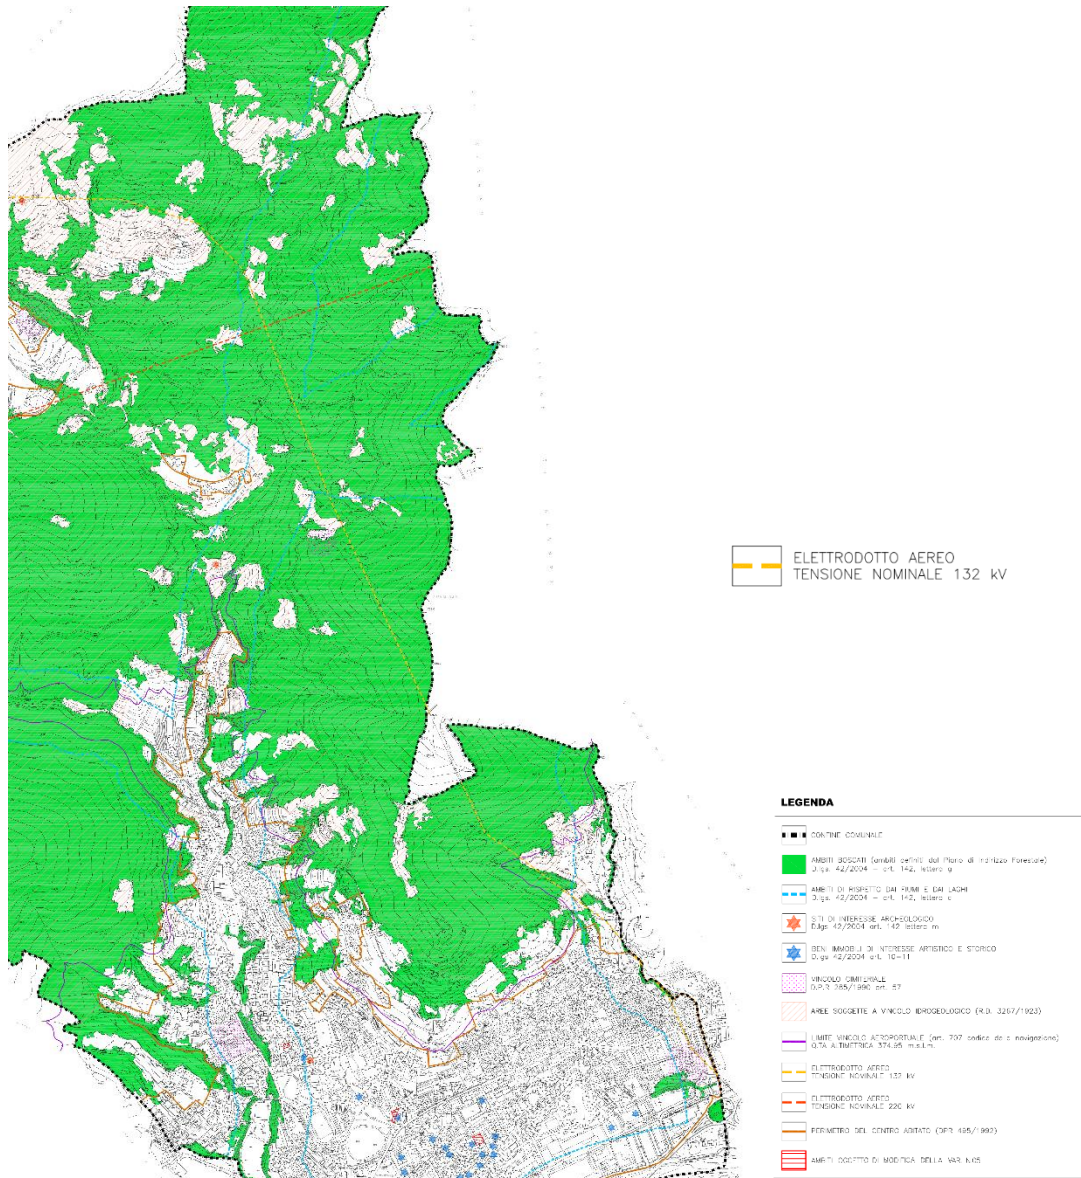 ELETTRODOTTO AEREO
TENSIONE NOMINALE 132 kV
LEGENDA
CONFINE COMUNALE
AMBITI BOSCATI (ambiti definiti dal Piano di Indirizzo Forestale)
D.lgs. 42/2004 - art. 142, lettera g
AMBITI DI RISPETTO DAI FIUMI E DAI LAGHI
D.lgs. 42/2004 - art. 142, lettera c
SITI DI INTERESSE ARCHEOLOGICO
D.lgs 42/2004 art. 142 lettera m
BENI IMMOBILI DI INTERESSE ARTISTICO E STORICO
D.lgs 42/2004 art. 10-11
VINCOLO CIMITERIALE
D.P.R 285/1990 art. 57
AREE SOGGETTE A VINCOLO IDROGEOLOGICO (R.D. 3267/1923)
LIMITE VINCOLO AEROPORTUALE (art. 707 codice della navigazione)
QUOTA ALTIMETRICA 374.95 m.s.l.m.
ELETTRODOTTO AEREO
TENSIONE NOMINALE 132 kV
ELETTRODOTTO AEREO
TENSIONE NOMINALE 220 kV
PERIMETRO DEL CENTRO ABITATO (DPR 495/1992)
AMBITI OGGETTO DI MODIFICA DELLA VAR. N.05